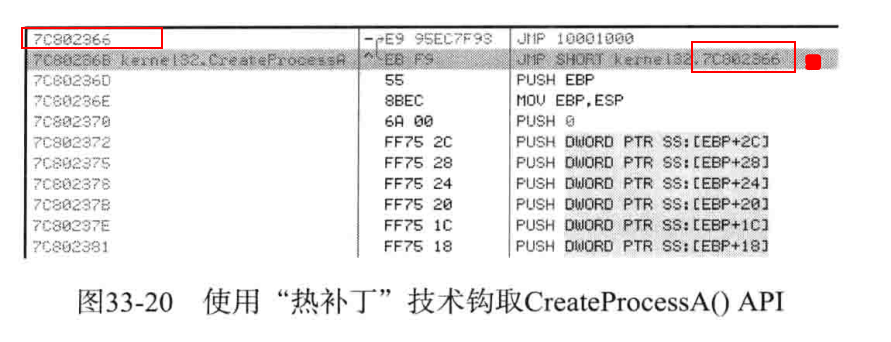 7C802366 E9 95EC7F93 JMP 10001000
7C80236B kernel32.CreateProcessA EB F9 JMP SHORT kernel32.7C802366
7C80236D 55 PUSH EBP
7C80236E 8BEC MOV EBP,ESP
7C802370 6A 00 PUSH 0
7C802372 FF75 2C PUSH DWORD PTR SS:[EBP+2C]
7C802375 FF75 28 PUSH DWORD PTR SS:[EBP+28]
7C802378 FF75 24 PUSH DWORD PTR SS:[EBP+24]
7C80237B FF75 20 PUSH DWORD PTR SS:[EBP+20]
7C80237E FF75 1C PUSH DWORD PTR SS:[EBP+1C]
7C802381 FF75 18 PUSH DWORD PTR SS:[EBP+18]
图33-20 使用“热补丁”技术钩取CreateProcessA() API